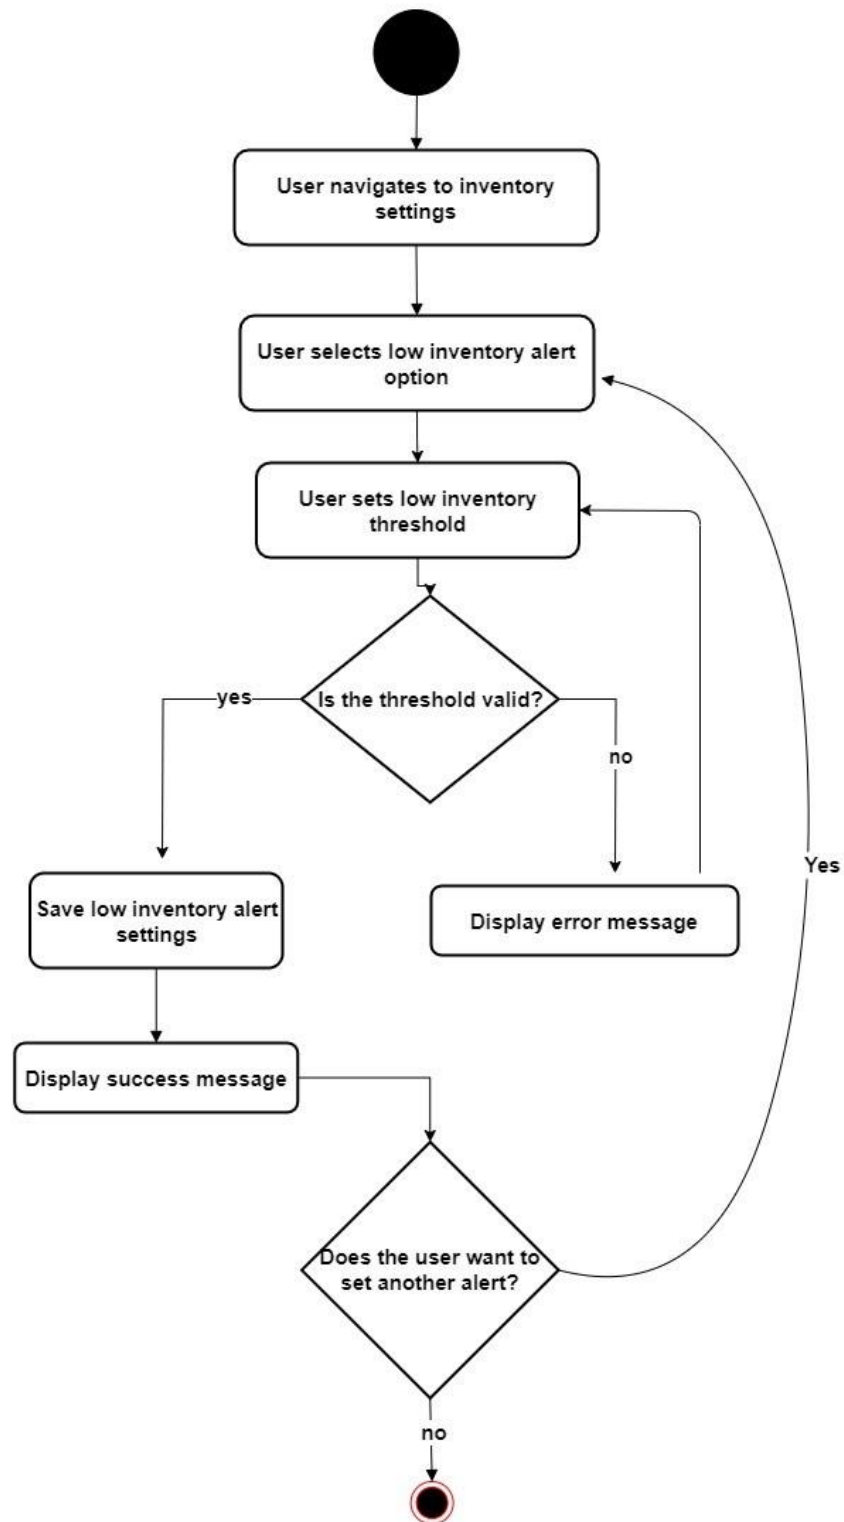 User navigates to inventory
settings
User selects low inventory alert
option
User sets low inventory
threshold
Is the threshold valid?
yes
no
Yes
Save low inventory alert
settings
Display error message
Display success message
Does the user want to
set another alert?
no